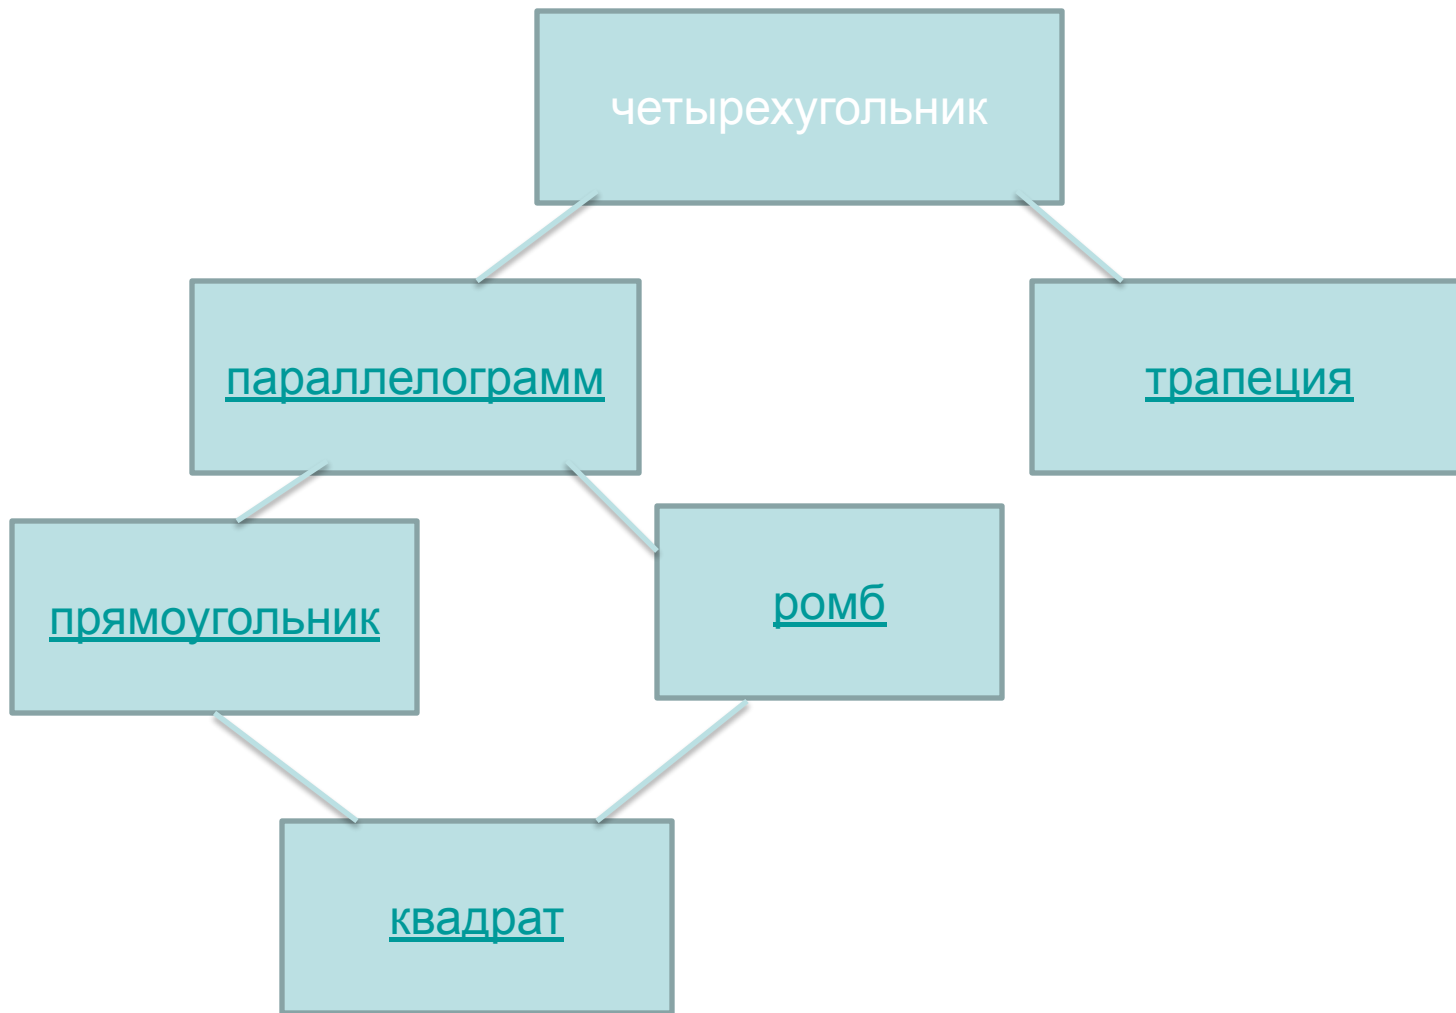 четырехугольник
параллелограмм
трапеция
прямоугольник
ромб
квадрат